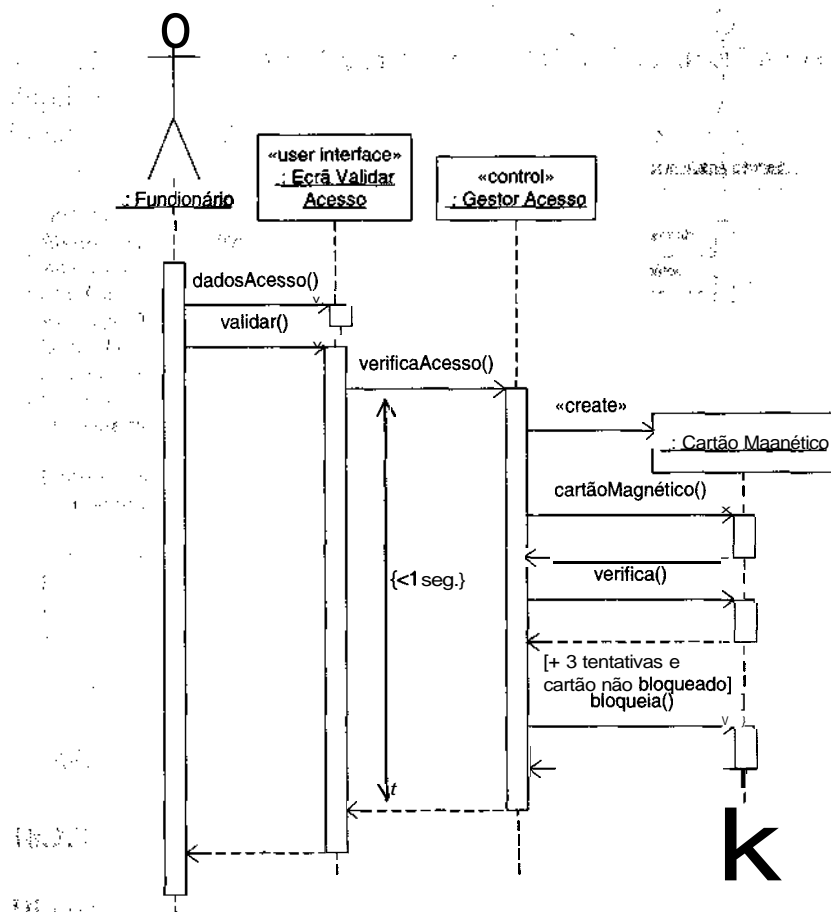 «user interface»
: Ecrã Validar
Acesso
«control»
: Gestor Acesso
: Funcionário
dadosAcesso()
validar()
verificaAcesso()
«create»
: Cartão Maanético
cartãoMagnético()
{<1 seg.}
verifica()
[+ 3 tentativas e
cartão não bloqueado]
bloqueia()
t
k